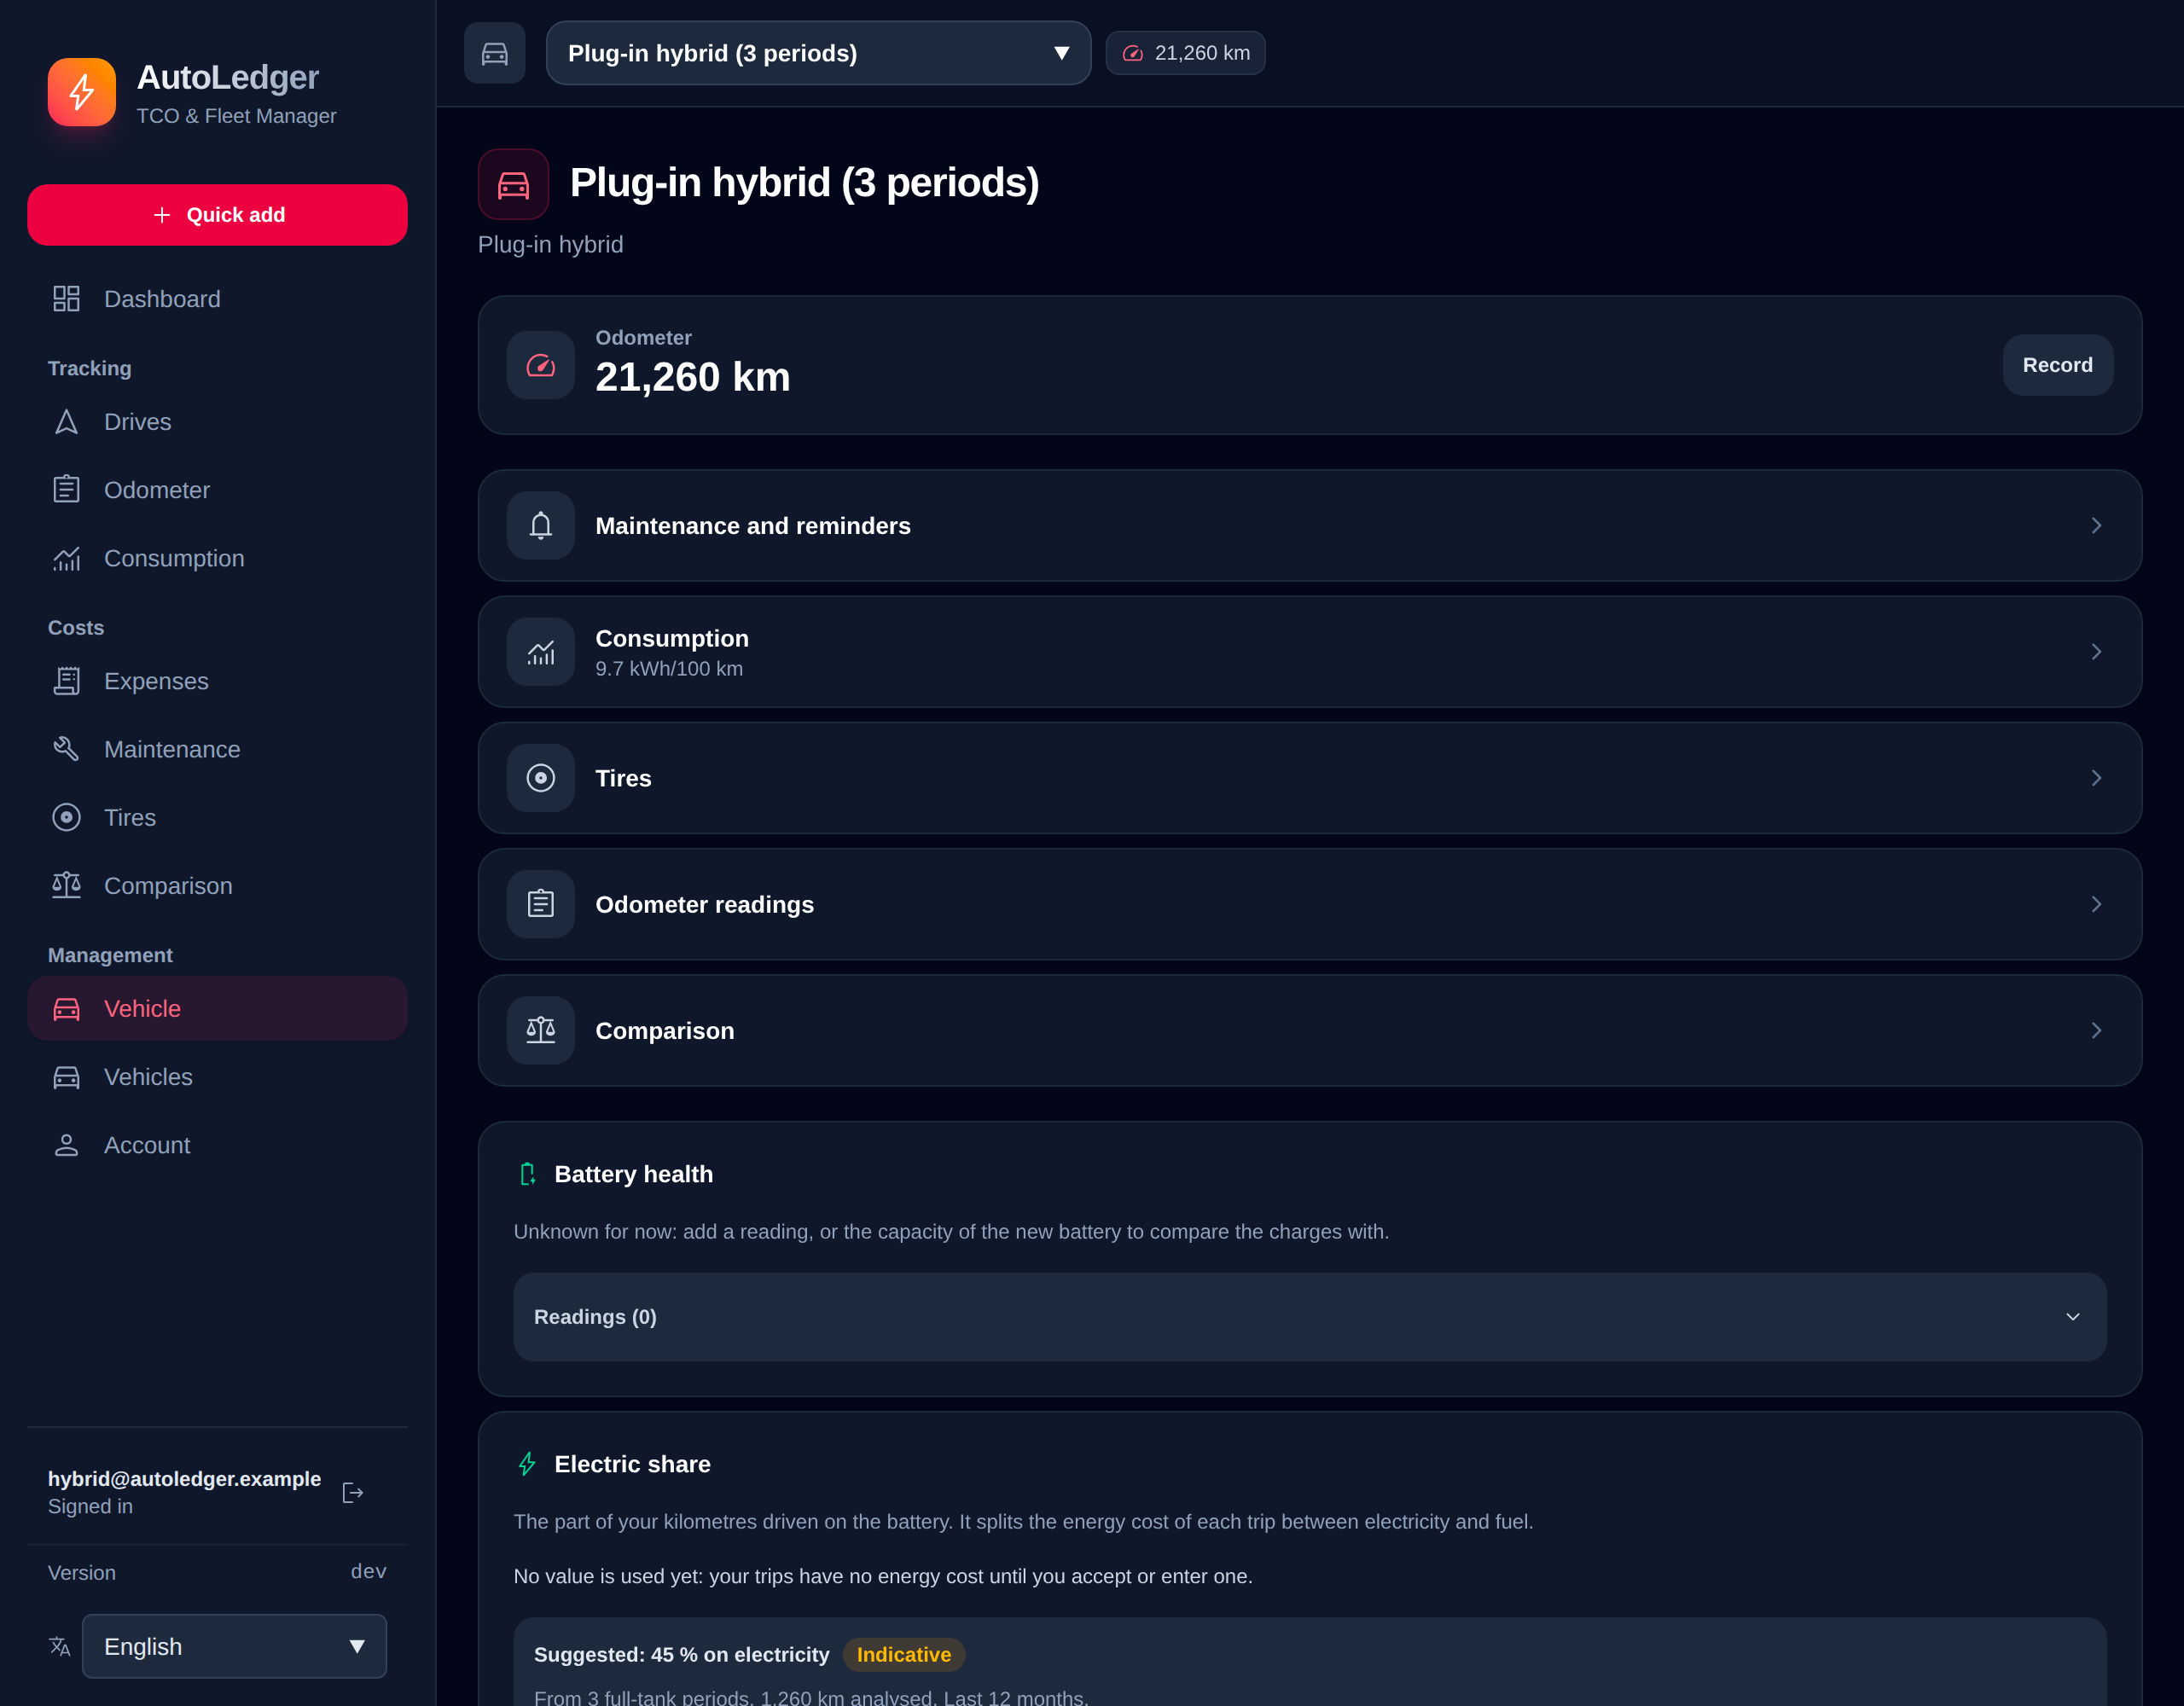 AutoLedger
TCO & Fleet Manager
Quick add
Dashboard
Tracking
Drives
Odometer
Consumption
Costs
Expenses
Maintenance
Tires
Comparison
Management
Vehicle
Vehicles
Account
hybrid@autoledger.example
Signed in
Version dev
English
Plug-in hybrid (3 periods)
21,260 km
Plug-in hybrid (3 periods)
Plug-in hybrid
Odometer
21,260 km
Record
Maintenance and reminders
Consumption
9.7 kWh/100 km
Tires
Odometer readings
Comparison
Battery health
Unknown for now: add a reading, or the capacity of the new battery to compare the charges with.
Readings (0)
Electric share
The part of your kilometres driven on the battery. It splits the energy cost of each trip between electricity and fuel.
No value is used yet: your trips have no energy cost until you accept or enter one.
Suggested: 45 % on electricity Indicative
From 3 full-tank periods, 1,260 km analysed. Last 12 months.